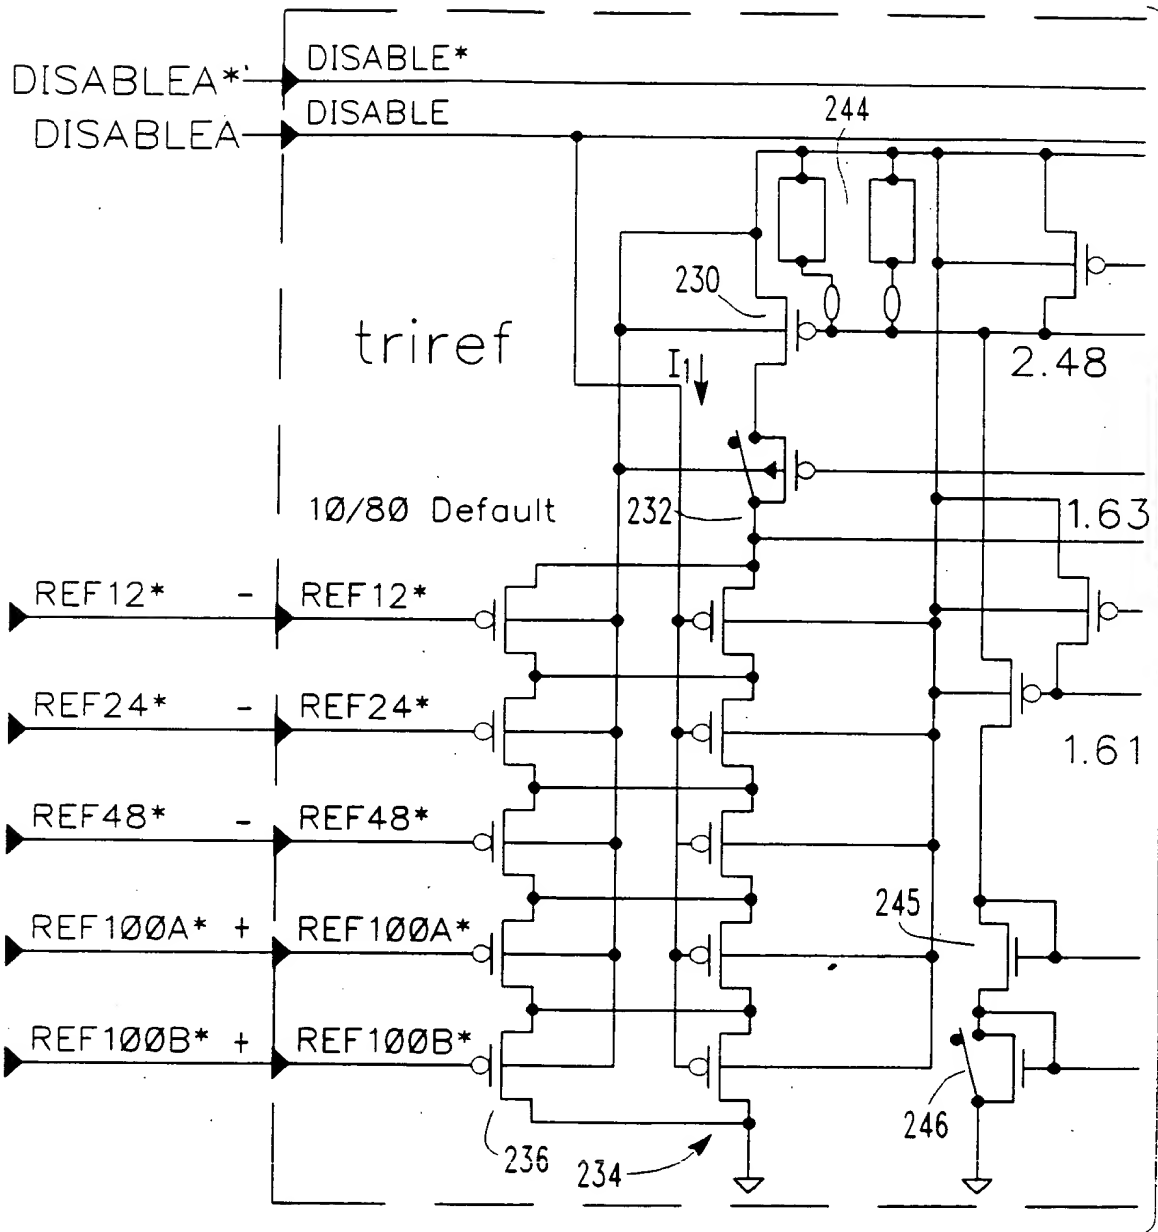 DISABLEA*
DISABLE*
DISABLEA
DISABLE
244
230
triref
I1
2.48
10/80 Default
232
1.63
REF12* -
REF12*
REF24* -
REF24*
1.61
REF48* -
REF48*
245
REF100A* +
REF100A*
REF100B* +
REF100B*
246
236
234